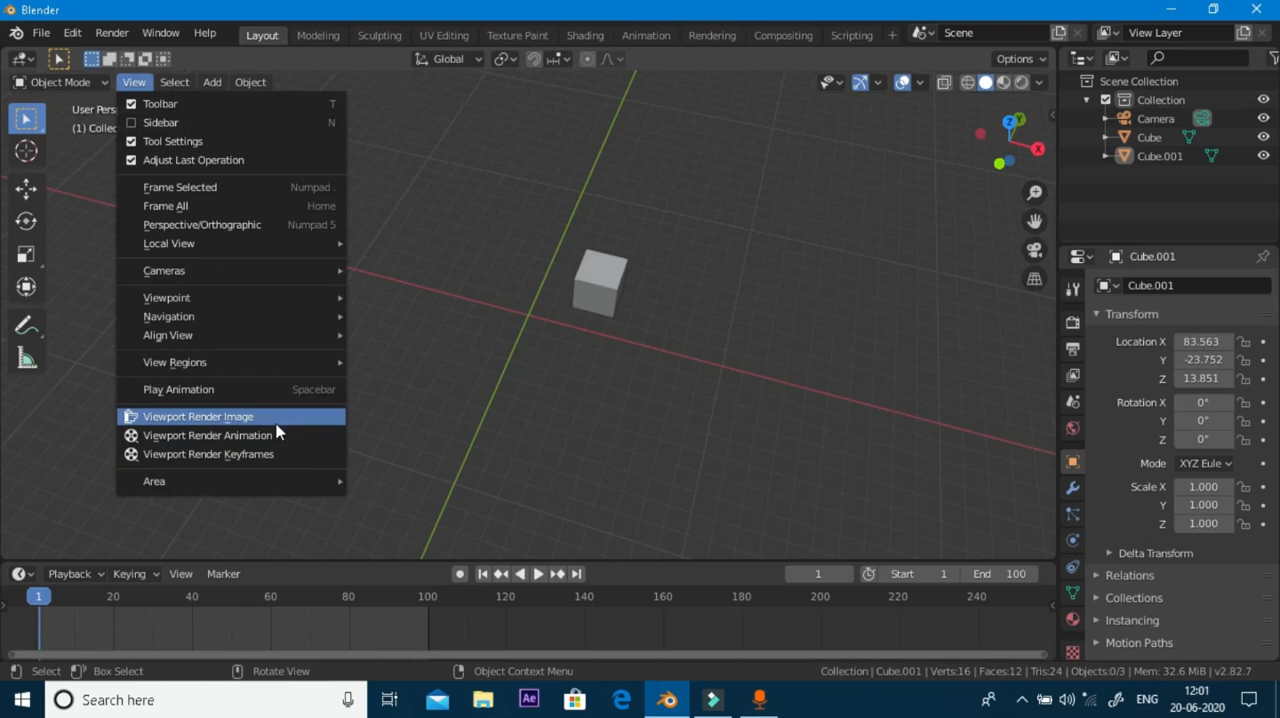 Blender
File Edit Render Window Help
Layout Modeling Sculpting UV Editing Texture Paint Shading Animation Rendering Compositing Scripting
Scene
View Layer
Global
Options
Object Mode View Select Add Object
User Persp
(1) Collec
Toolbar T
Sidebar N
Tool Settings
Adjust Last Operation
Frame Selected Numpad .
Frame All Home
Perspective/Orthographic Numpad 5
Local View
Cameras
Viewpoint
Navigation
Align View
View Regions
Play Animation Spacebar
Viewport Render Image
Viewport Render Animation
Viewport Render Keyframes
Area
Z
Y
X
Scene Collection
Collection
Camera
Cube
Cube.001
Cube.001
Cube.001
Transform
Location X 83.563
Y -23.752
Z 13.851
Rotation X 0°
Y 0°
Z 0°
Mode XYZ Eule
Scale X 1.000
Y 1.000
Z 1.000
Delta Transform
Relations
Collections
Instancing
Motion Paths
Playback Keying View Marker
1 Start 1 End 100
1 20 40 60 80 100 120 140 160 180 200 220 240
Select Box Select Rotate View Object Context Menu
Collection | Cube.001 | Verts:16 | Faces:12 | Tris:24 | Objects:0/3 | Mem: 32.6 MiB | v2.82.7
Search here
Ae
ENG
12:01
20-06-2020